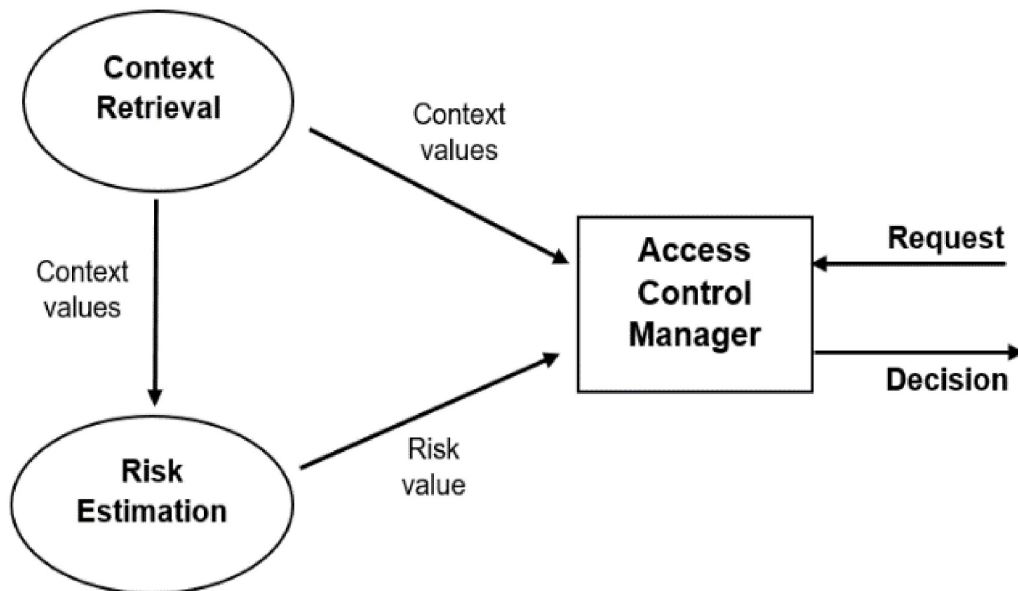 Context
Retrieval
Context
values
Context
values
Access
Control
Manager
Request
Decision
Risk
value
Risk
Estimation